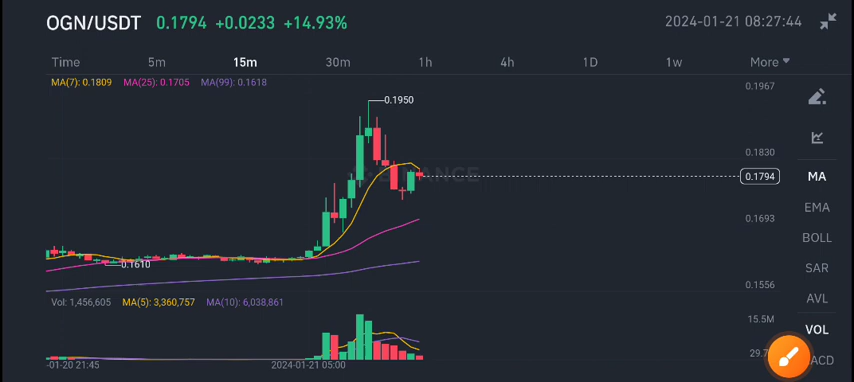 OGN/USDT 0.1794 +0.0233 +14.93% 2024-01-21 08:27:44
Time 5m 15m 30m 1h 4h 1D 1w More
MA(7): 0.1809 MA(25): 0.1705 MA(99): 0.1618
0.1967
0.1950
0.1830
BINANCE
0.1794
MA
EMA
0.1693
BOLL
0.1610
SAR
0.1556
AVL
Vol: 1,456,605 MA(5): 3,360,757 MA(10): 6,038,861
15.5M
VOL
29.7
ACD
-01-20 21:45 2024-01-21 05:00